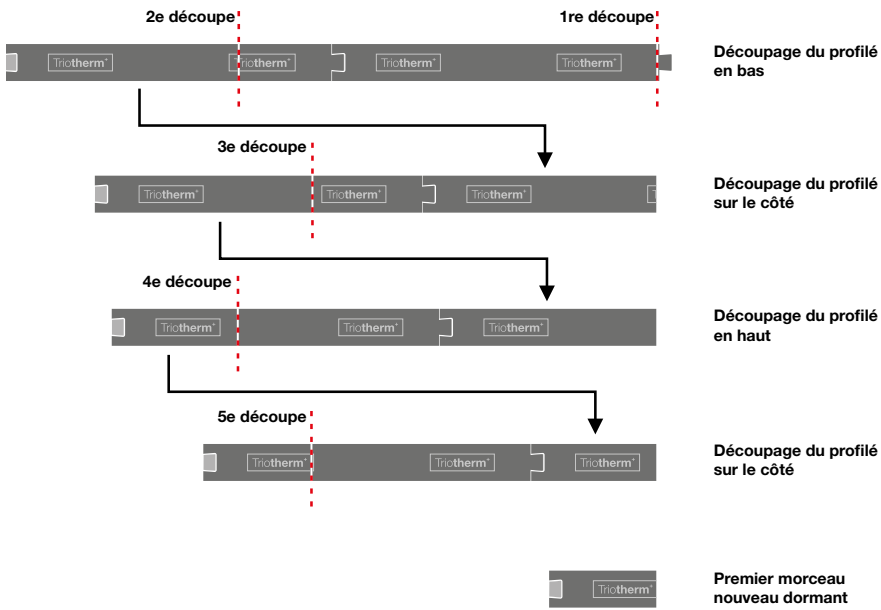 2e découpe
1re découpe
Triotherm+ Triotherm+ Triotherm+ Triotherm+
Découpage du profilé
en bas
3e découpe
Triotherm+ Triotherm+ Triotherm+ T
Découpage du profilé
sur le côté
4e découpe
Triotherm+ Triotherm+ Triotherm+
Découpage du profilé
en haut
5e découpe
Triotherm+ Triotherm+ Triotherm+
Découpage du profilé
sur le côté
Triotherm+
Premier morceau
nouveau dormant